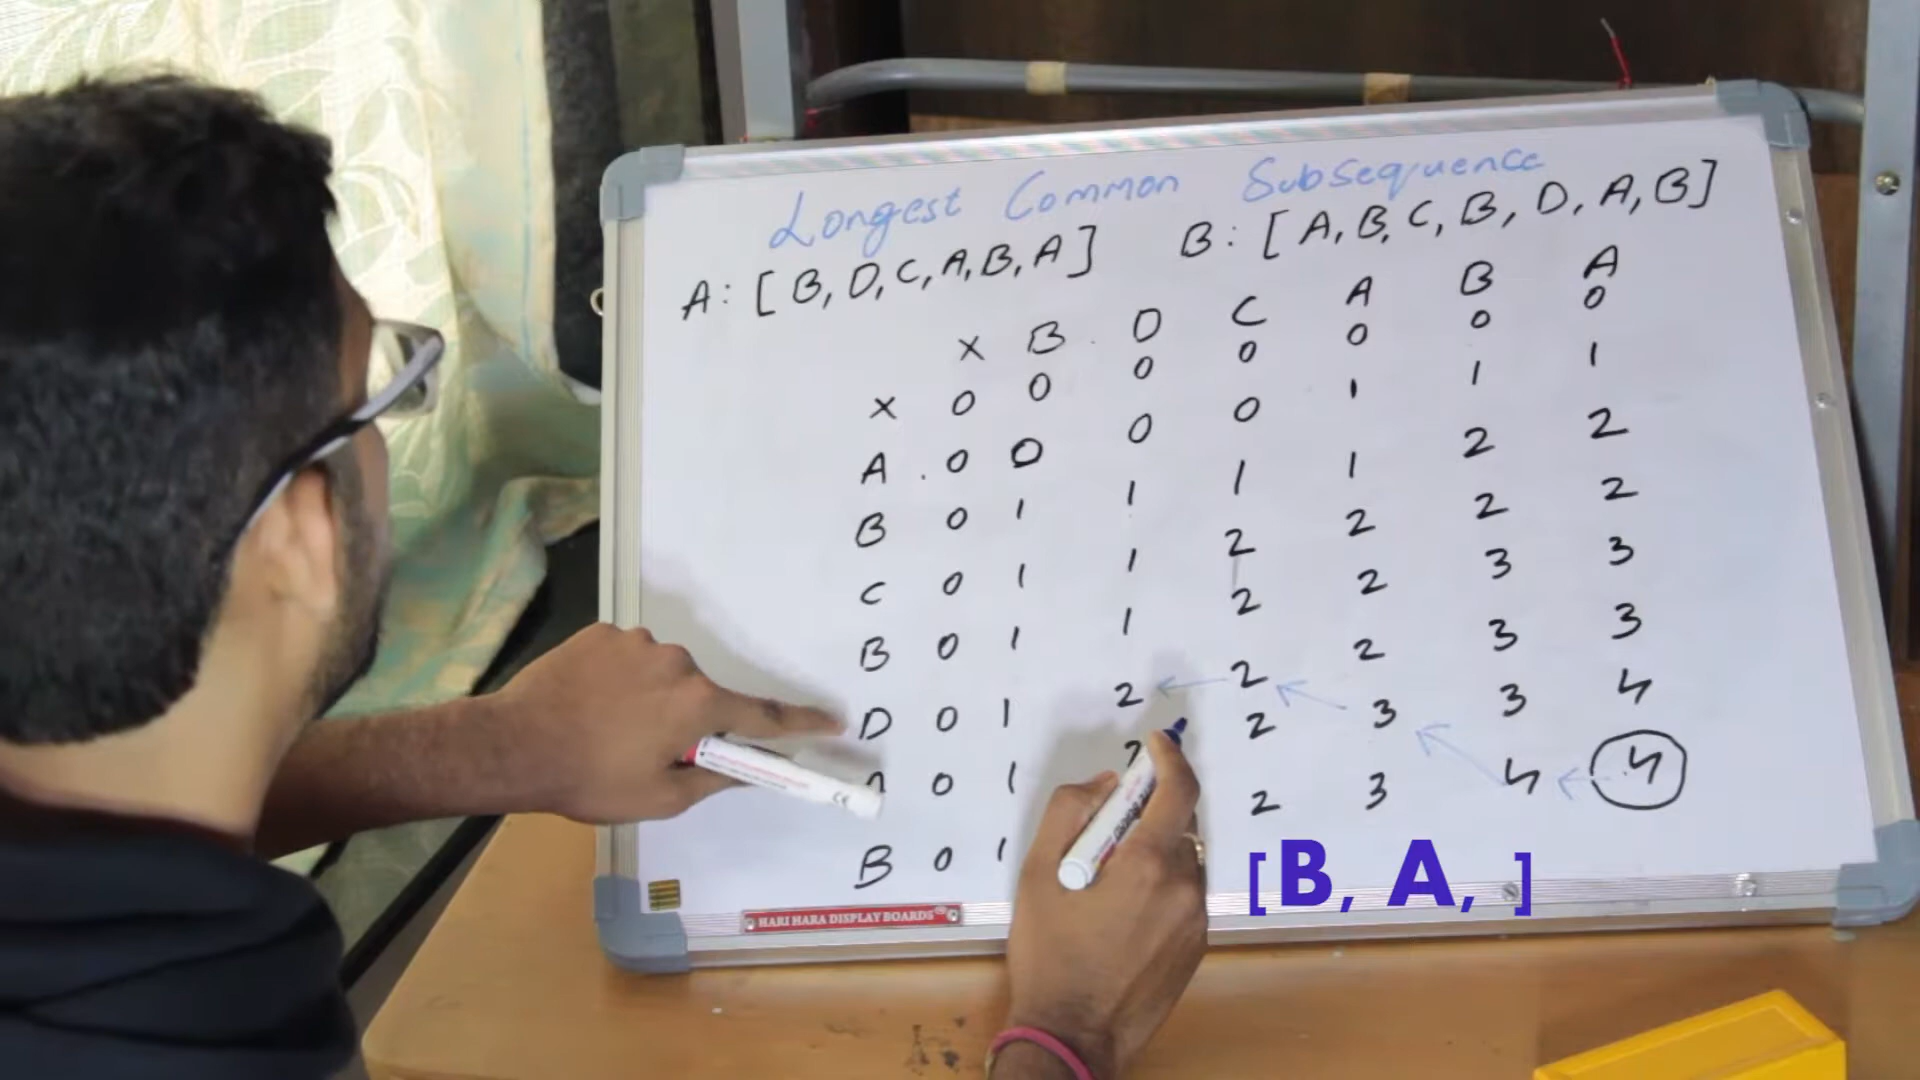 Longest Common Subsequence
A: [B, D, C, A, B, A] B: [A, B, C, B, D, A, B]
X B D C A B A
X 0 0 0 0 0 0 0
A 0 0 0 0 1 1 1
B 0 1 1 1 1 2 2
C 0 1 1 2 2 2 2
B 0 1 1 2 2 3 3
D 0 1 2 2 2 3 3
0 1 2 3 3 4
B 0 1 2 3 4 4
[B, A, ]
HARI HARA DISPLAY BOARDS